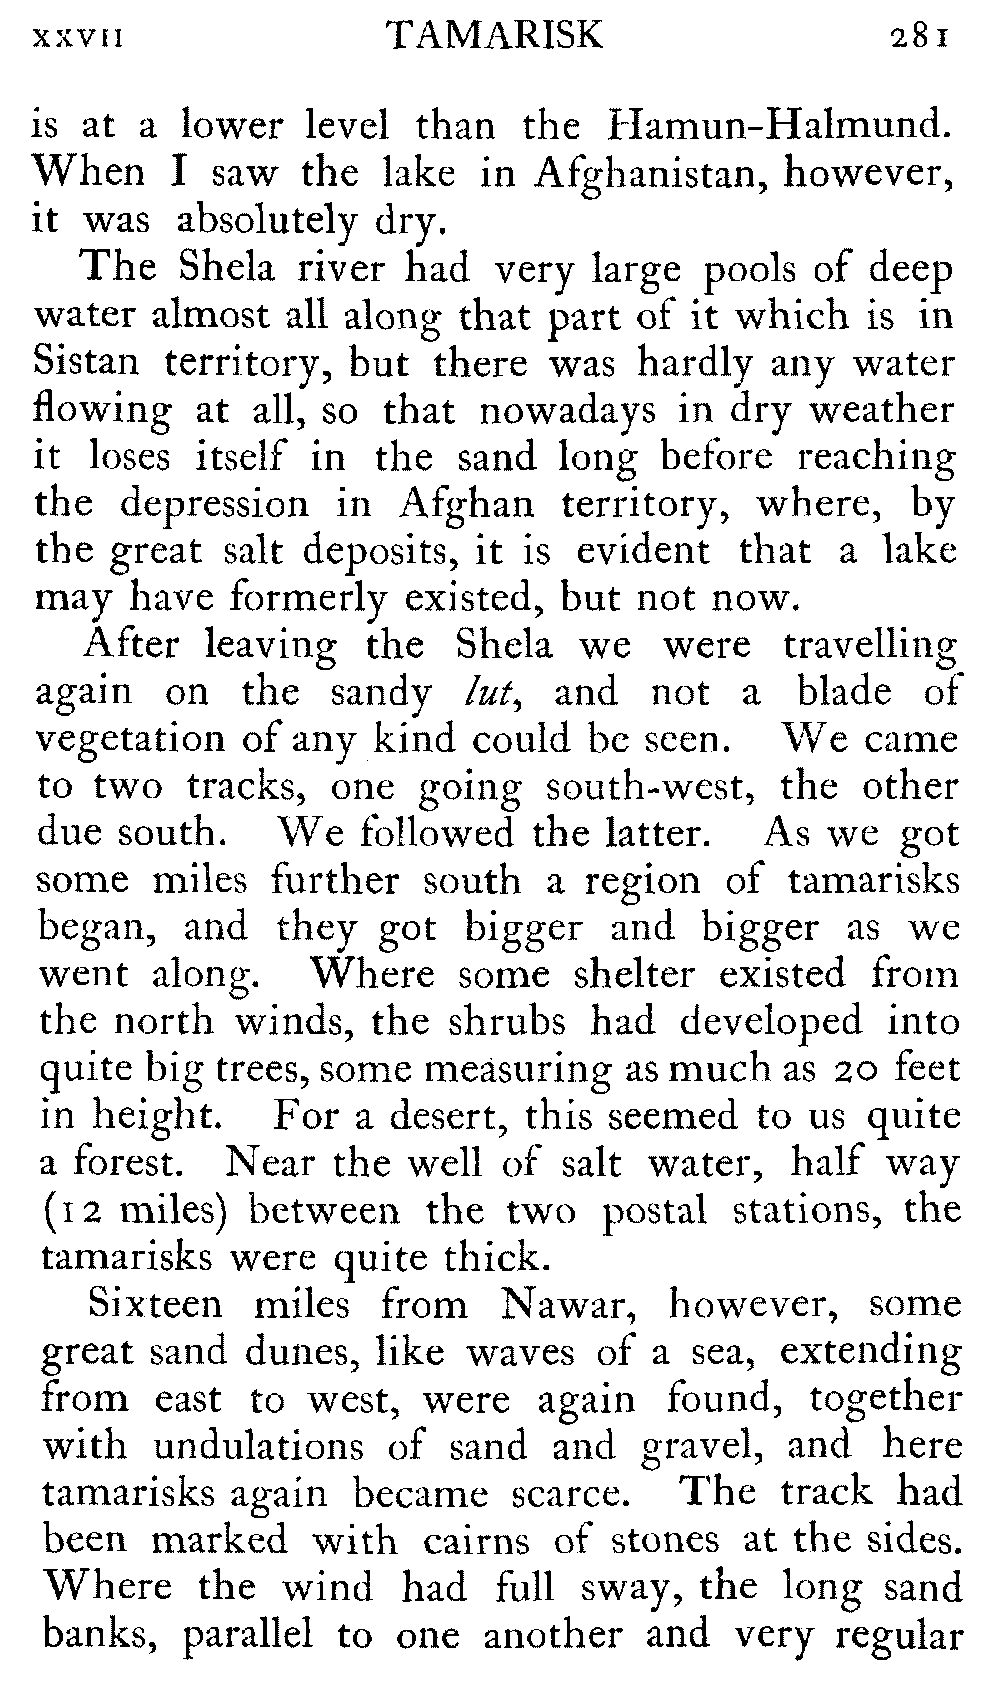 XXVII TAMARISK 281
is at a lower level than the Hamun-Halmund.
When I saw the lake in Afghanistan, however,
it was absolutely dry.
The Shela river had very large pools of deep
water almost all along that part of it which is in
Sistan territory, but there was hardly any water
flowing at all, so that nowadays in dry weather
it loses itself in the sand long before reaching
the depression in Afghan territory, where, by
the great salt deposits, it is evident that a lake
may have formerly existed, but not now.
After leaving the Shela we were travelling
again on the sandy lut, and not a blade of
vegetation of any kind could be seen. We came
to two tracks, one going south-west, the other
due south. We followed the latter. As we got
some miles further south a region of tamarisks
began, and they got bigger and bigger as we
went along. Where some shelter existed from
the north winds, the shrubs had developed into
quite big trees, some measuring as much as 20 feet
in height. For a desert, this seemed to us quite
a forest. Near the well of salt water, half way
(12 miles) between the two postal stations, the
tamarisks were quite thick.
Sixteen miles from Nawar, however, some
great sand dunes, like waves of a sea, extending
from east to west, were again found, together
with undulations of sand and gravel, and here
tamarisks again became scarce. The track had
been marked with cairns of stones at the sides.
Where the wind had full sway, the long sand
banks, parallel to one another and very regular